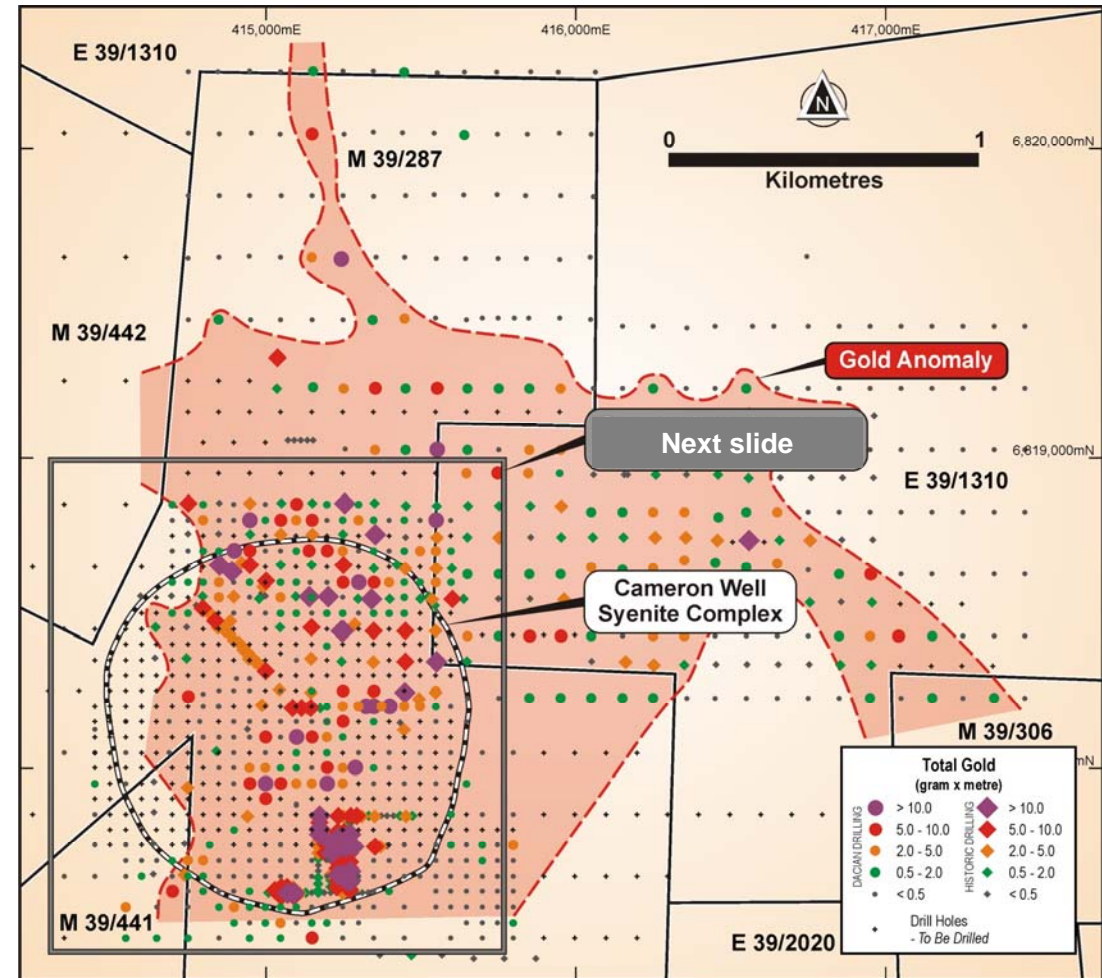 415,000mE
416,000mE
417,000mE
E 39/1310
N
0
1
6,820,000mN
Kilometres
M 39/287
M 39/442
Gold Anomaly
Next slide
6,819,000mN
E 39/1310
Cameron Well
Syenite Complex
M 39/306
mN
Total Gold
(gram x metre)
DACIAN DRILLING
> 10.0
5.0 - 10.0
2.0 - 5.0
0.5 - 2.0
< 0.5
HISTORIC DRILLING
> 10.0
5.0 - 10.0
2.0 - 5.0
0.5 - 2.0
< 0.5
Drill Holes
- To Be Drilled
M 39/441
E 39/2020